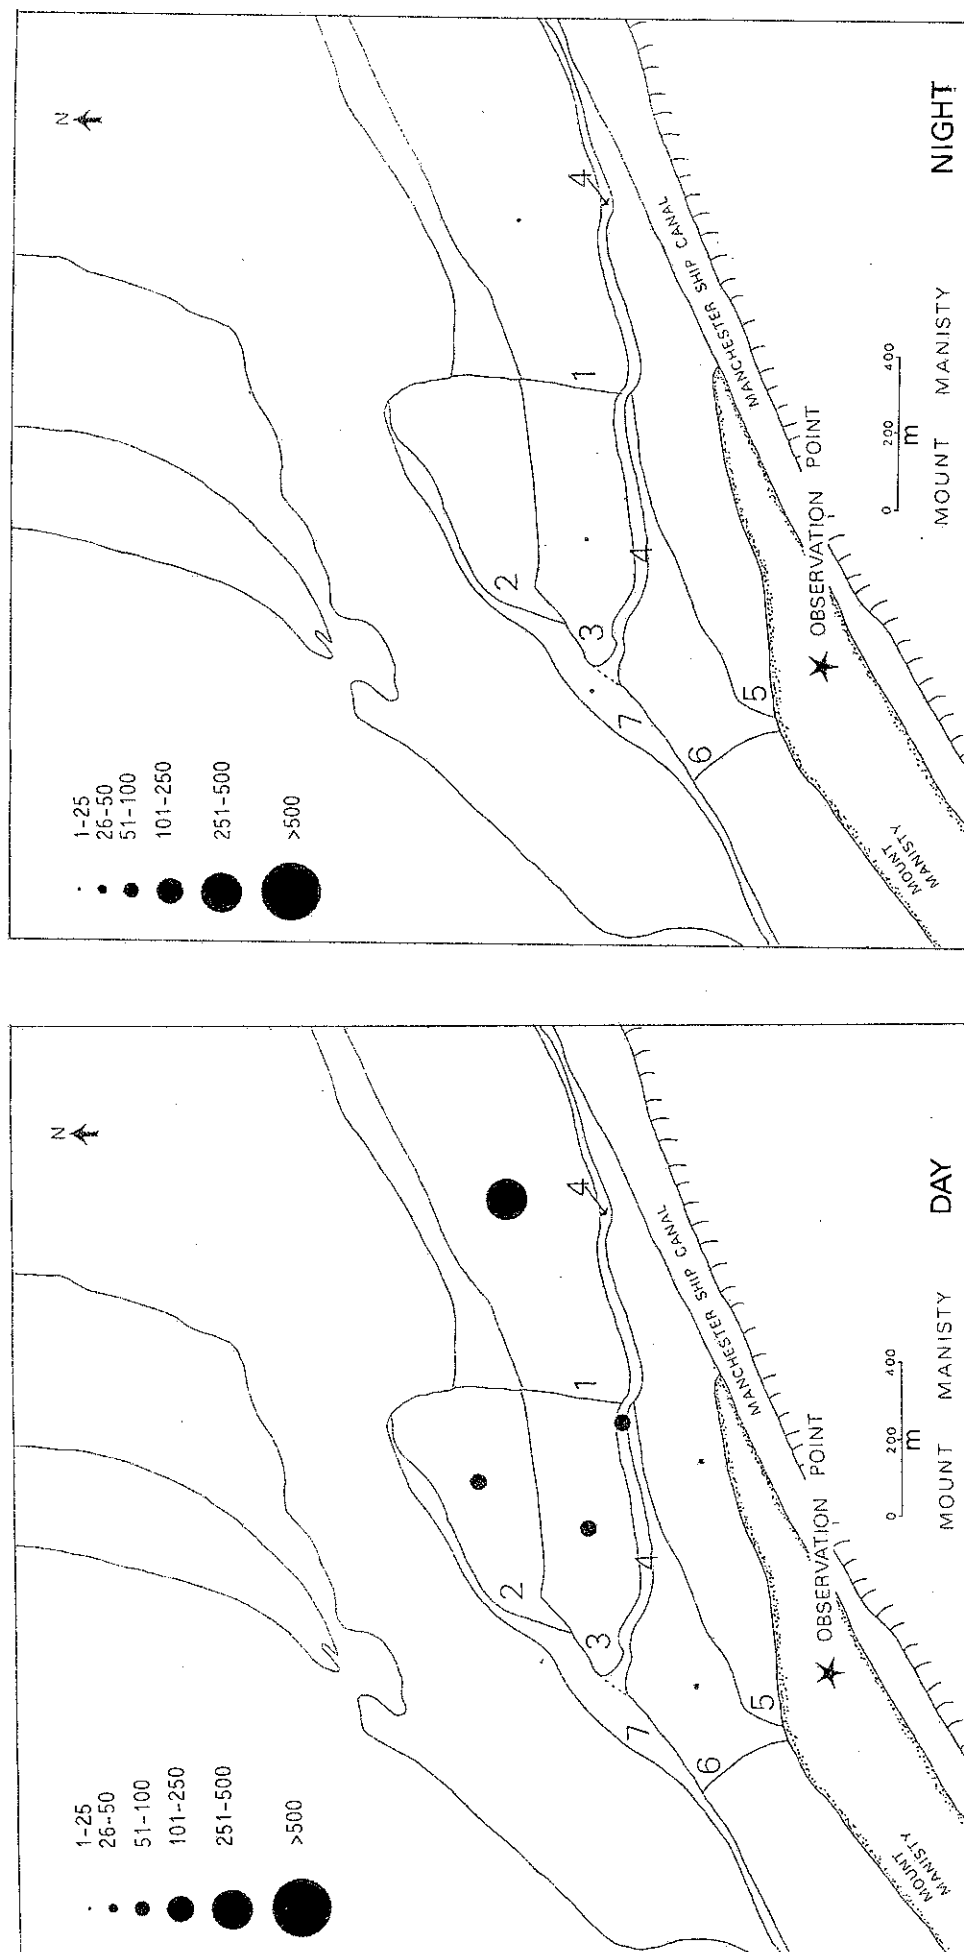 N
1-25
26-50
51-100
101-250
251-500
>500
1
2
3
4
4
5
6
7
MANCHESTER SHIP CANAL
OBSERVATION POINT
MOUNT
MANISTY
0 200 400
m
MOUNT MANISTY
NIGHT
N
1-25
26-50
51-100
101-250
251-500
>500
1
2
3
4
4
5
6
7
MANCHESTER SHIP CANAL
OBSERVATION POINT
MOUNT
MANISTY
0 200 400
m
MOUNT MANISTY
DAY